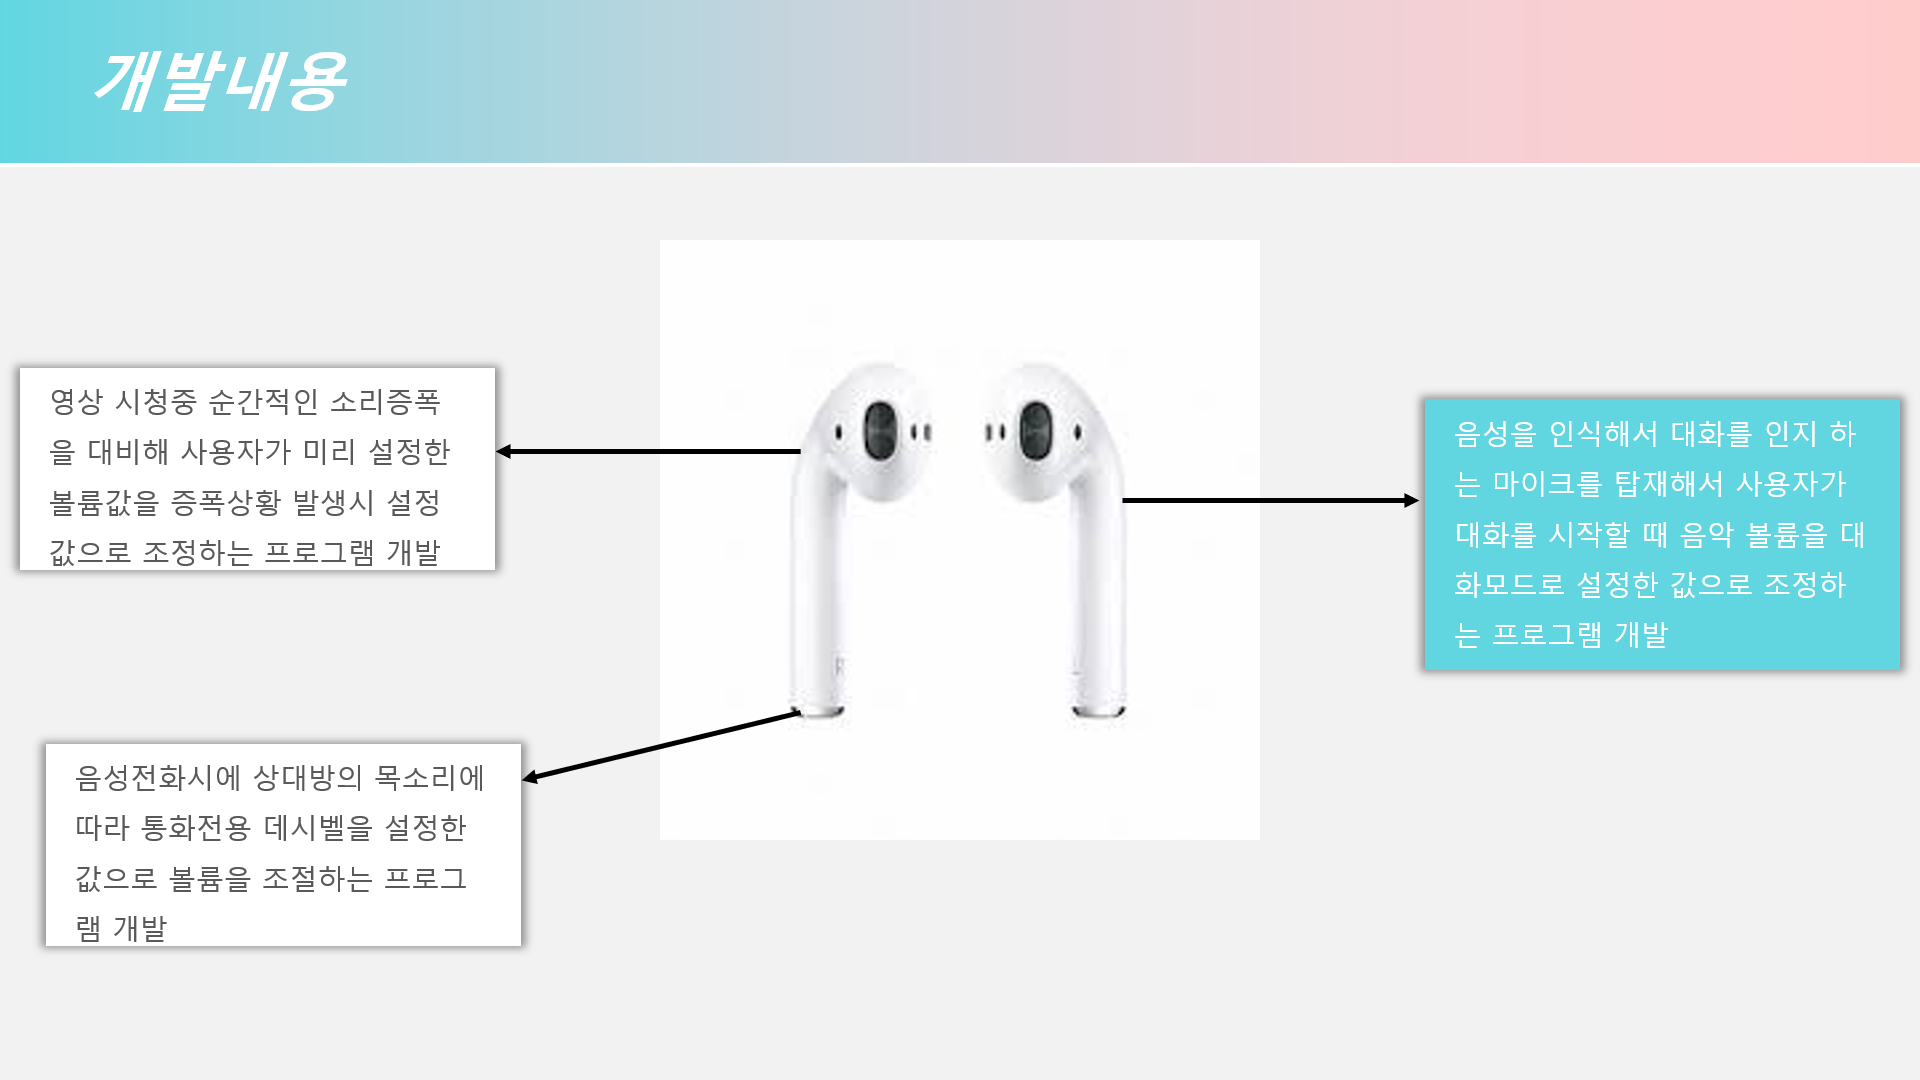 개발내용
영상 시청중 순간적인 소리증폭
을 대비해 사용자가 미리 설정한
볼륨값을 증폭상황 발생시 설정
값으로 조정하는 프로그램 개발
음성을 인식해서 대화를 인지 하
는 마이크를 탑재해서 사용자가
대화를 시작할 때 음악 볼륨을 대
화모드로 설정한 값으로 조정하
는 프로그램 개발
음성전화시에 상대방의 목소리에
따라 통화전용 데시벨을 설정한
값으로 볼륨을 조절하는 프로그
램 개발